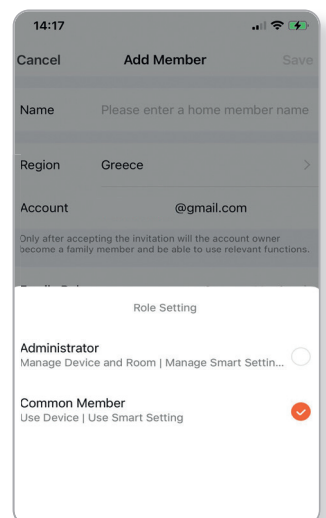 14:17
Cancel Add Member Save
Name Please enter a home member name
Region Greece >
Account @gmail.com
Only after accepting the invitation will the account owner
become a family member and be able to use relevant functions.
Role Setting
Administrator
Manage Device and Room | Manage Smart Settin...
Common Member
Use Device | Use Smart Setting